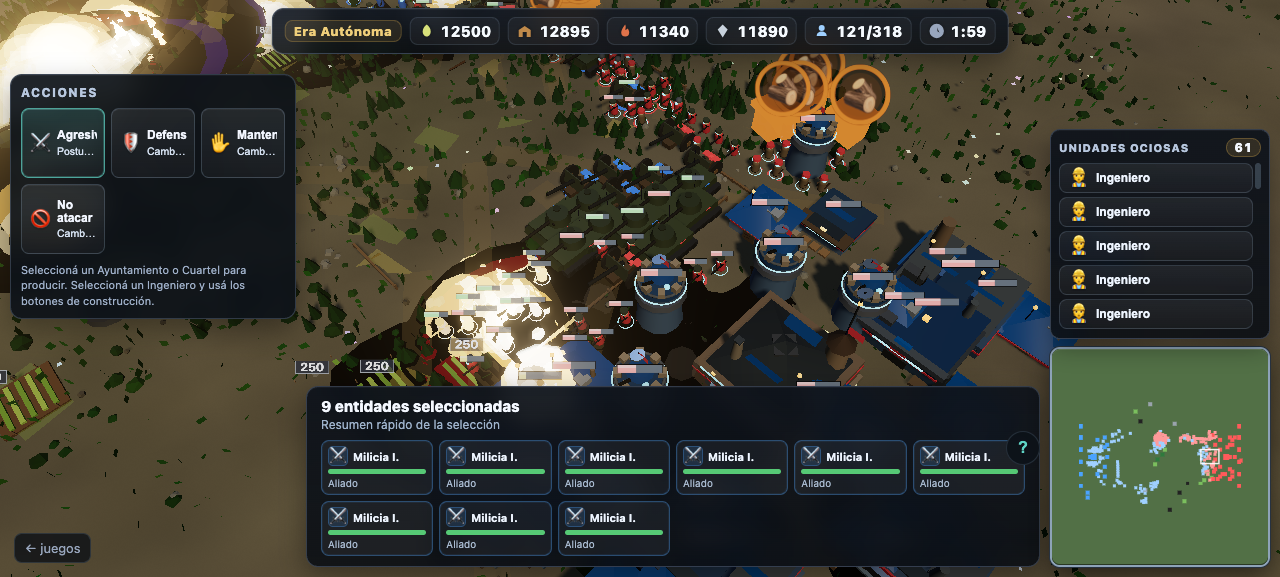 Era Autónoma
12500
12895
11340
11890
121/318
1:59
ACCIONES
Agresiv
Postu...
Defens
Camb...
Manten
Camb...
No
atacar
Camb...
Seleccioná un Ayuntamiento o Cuartel para
producir. Seleccioná un Ingeniero y usá los
botones de construcción.
UNIDADES OCIOSAS
61
Ingeniero
Ingeniero
Ingeniero
Ingeniero
Ingeniero
250
250
250
9 entidades seleccionadas
Resumen rápido de la selección
?
Milicia I.
Aliado
Milicia I.
Aliado
Milicia I.
Aliado
Milicia I.
Aliado
Milicia I.
Aliado
Milicia I.
Aliado
Milicia I.
Aliado
Milicia I.
Aliado
Milicia I.
Aliado
← juegos